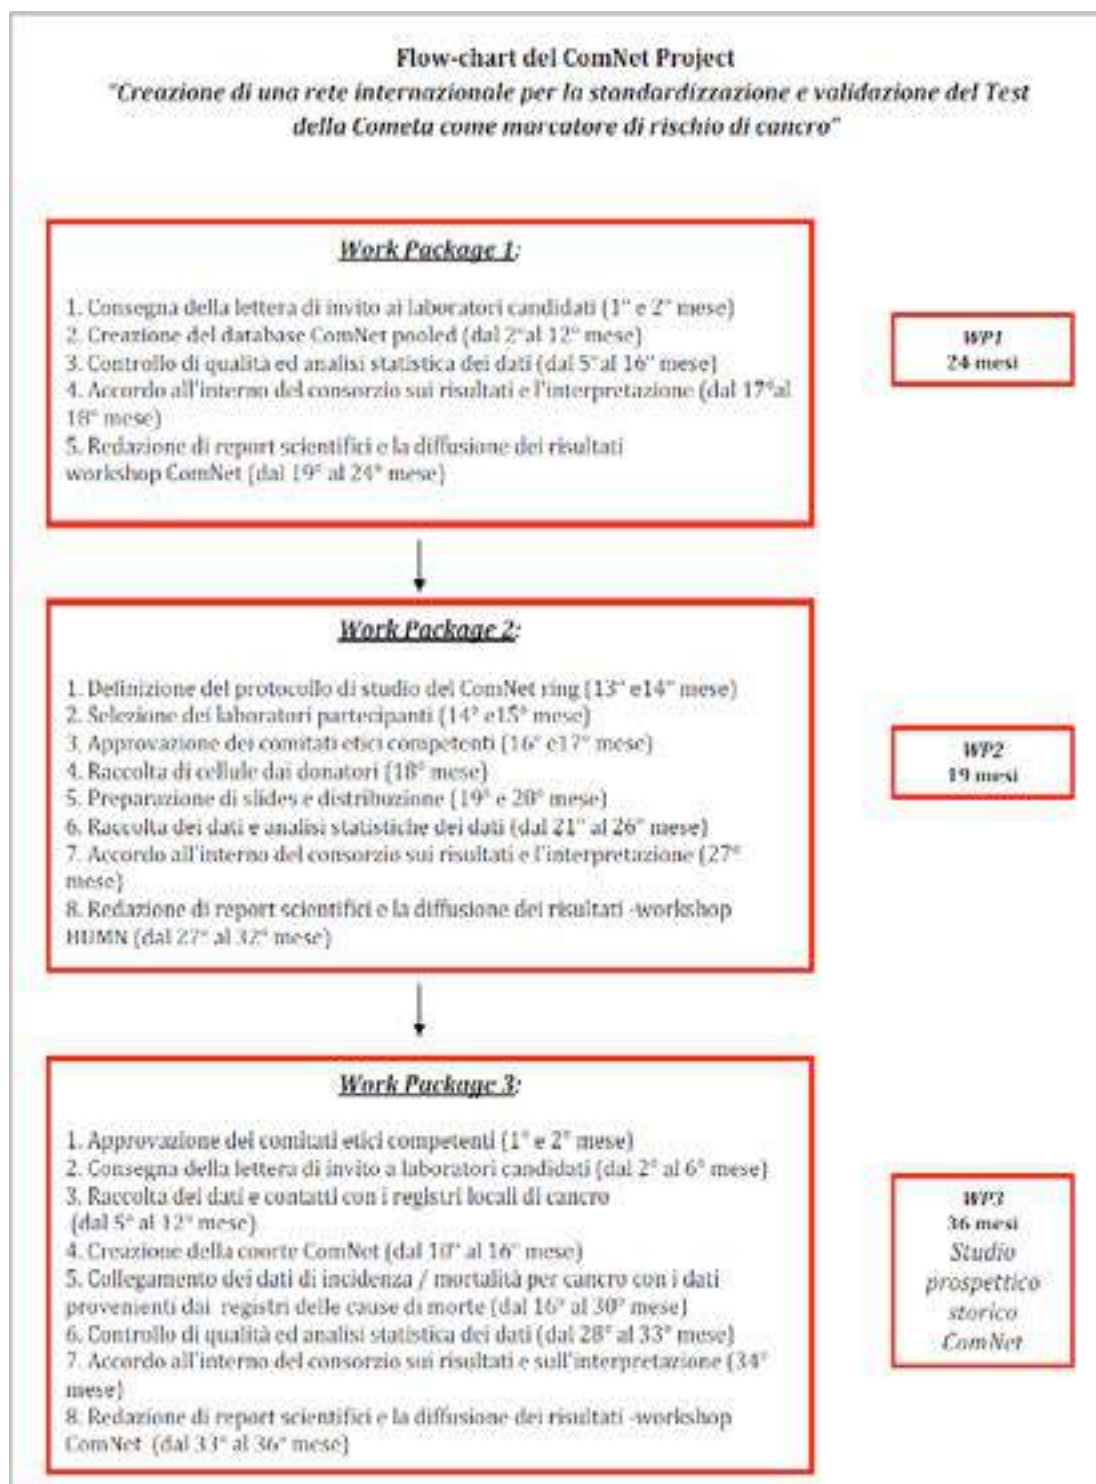 Flow-chart del ComNet Project
"Creazione di una rete internazionale per la standardizzazione e validazione del Test
della Cometa come marcatore di rischio di cancro"
Work Package 1:
1. Consegna della lettera di invito ai laboratori candidati (1° e 2° mese)
2. Creazione del database ComNet pooled (dal 2°al 12° mese)
3. Controllo di qualità ed analisi statistica dei dati (dal 5°al 16° mese)
4. Accordo all'interno del consorzio sui risultati e l'interpretazione (dal 17°al
18° mese)
5. Redazione di report scientifici e la diffusione dei risultati
workshop ComNet (dal 19° al 24° mese)
WP1
24 mesi
Work Package 2:
1. Definizione del protocollo di studio del ComNet ring (13° e14° mese)
2. Selezione dei laboratori partecipanti (14° e15° mese)
3. Approvazione dei comitati etici competenti (16° e17° mese)
4. Raccolta di cellule dai donatori (18° mese)
5. Preparazione di slides e distribuzione (19° e 20° mese)
6. Raccolta dei dati e analisi statistiche dei dati (dal 21° al 26° mese)
7. Accordo all'interno del consorzio sui risultati e l'interpretazione (27°
mese)
8. Redazione di report scientifici e la diffusione dei risultati -workshop
HUMN (dal 27° al 32° mese)
WP2
19 mesi
Work Package 3:
1. Approvazione dei comitati etici competenti (1° e 2° mese)
2. Consegna della lettera di invito a laboratori candidati (dal 2° al 6° mese)
3. Raccolta dei dati e contatti con i registri locali di cancro
(dal 5° al 12° mese)
4. Creazione della coorte ComNet (dal 10° al 16° mese)
5. Collegamento dei dati di incidenza / mortalità per cancro con i dati
provenienti dai registri delle cause di morte (dal 16° al 30° mese)
6. Controllo di qualità ed analisi statistica dei dati (dal 28° al 33° mese)
7. Accordo all'interno del consorzio sui risultati e sull'interpretazione (34°
mese)
8. Redazione di report scientifici e la diffusione dei risultati -workshop
ComNet (dal 33° al 36° mese)
WP3
36 mesi
Studio
prospettico
storico
ComNet